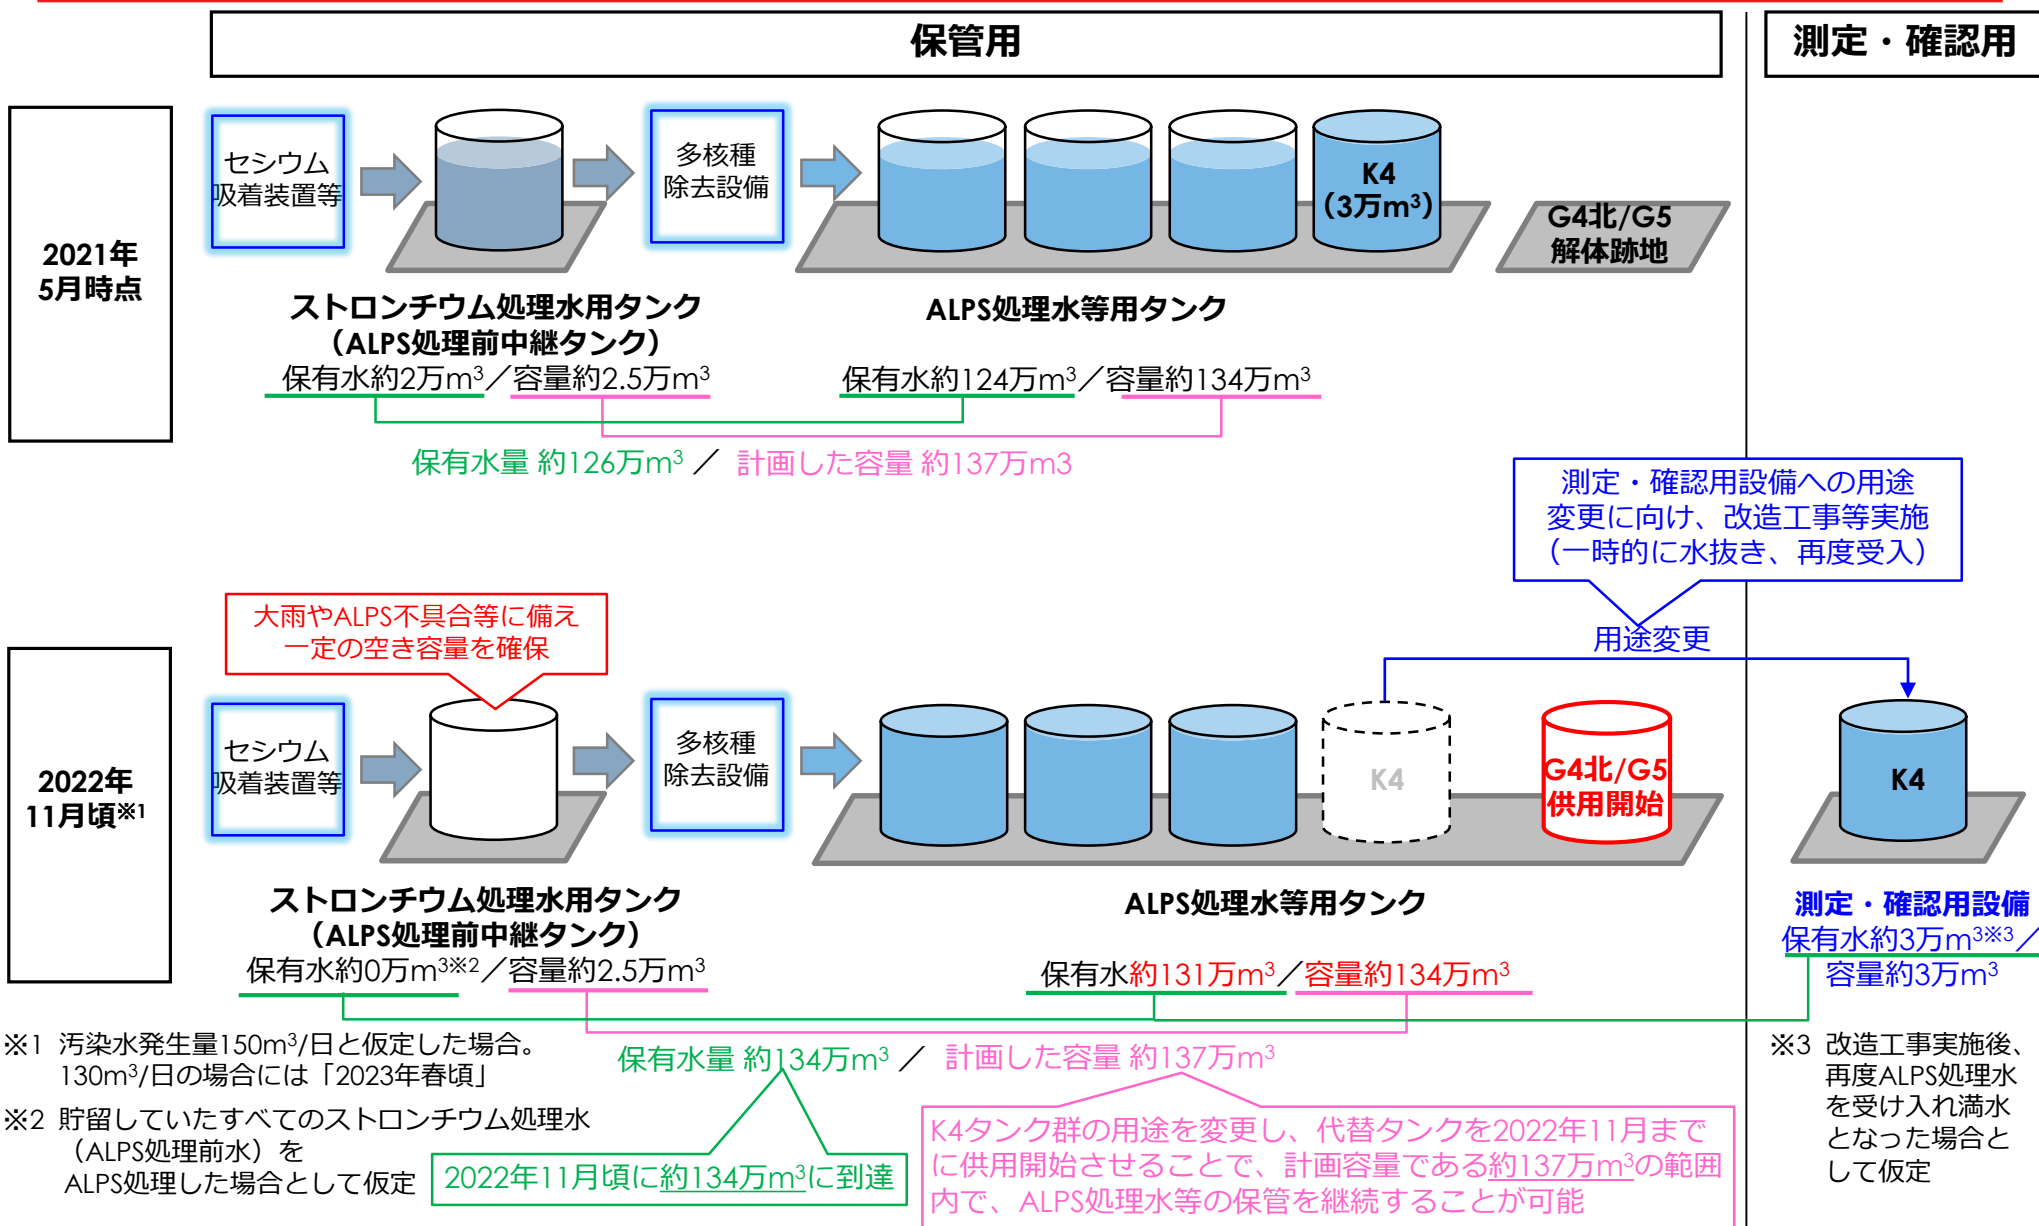 保管用
測定・確認用
2021年
5月時点
セシウム
吸着装置等
多核種
除去設備
K4
(3万m³)
G4北/G5
解体跡地
ストロンチウム処理水用タンク
（ALPS処理前中継タンク）
保有水約2万m³／容量約2.5万m³
ALPS処理水等用タンク
保有水約124万m³／容量約134万m³
保有水量 約126万m³ ／ 計画した容量 約137万m3
測定・確認用設備への用途
変更に向け、改造工事等実施
（一時的に水抜き、再度受入）
用途変更
大雨やALPS不具合等に備え
一定の空き容量を確保
2022年
11月頃※1
セシウム
吸着装置等
多核種
除去設備
K4
G4北/G5
供用開始
K4
ストロンチウム処理水用タンク
（ALPS処理前中継タンク）
保有水約0万m³※2／容量約2.5万m³
ALPS処理水等用タンク
保有水約131万m³／容量約134万m³
測定・確認用設備
保有水約3万m³※3／
容量約3万m³
保有水量 約134万m³ ／ 計画した容量 約137万m³
2022年11月頃に約134万m³に到達
K4タンク群の用途を変更し、代替タンクを2022年11月まで
に供用開始させることで、計画容量である約137万m³の範囲
内で、ALPS処理水等の保管を継続することが可能
※1 汚染水発生量150m³/日と仮定した場合。
130m³/日の場合には「2023年春頃」
※2 貯留していたすべてのストロンチウム処理水
（ALPS処理前水）を
ALPS処理した場合として仮定
※3 改造工事実施後、
再度ALPS処理水
を受け入れ満水
となった場合と
して仮定